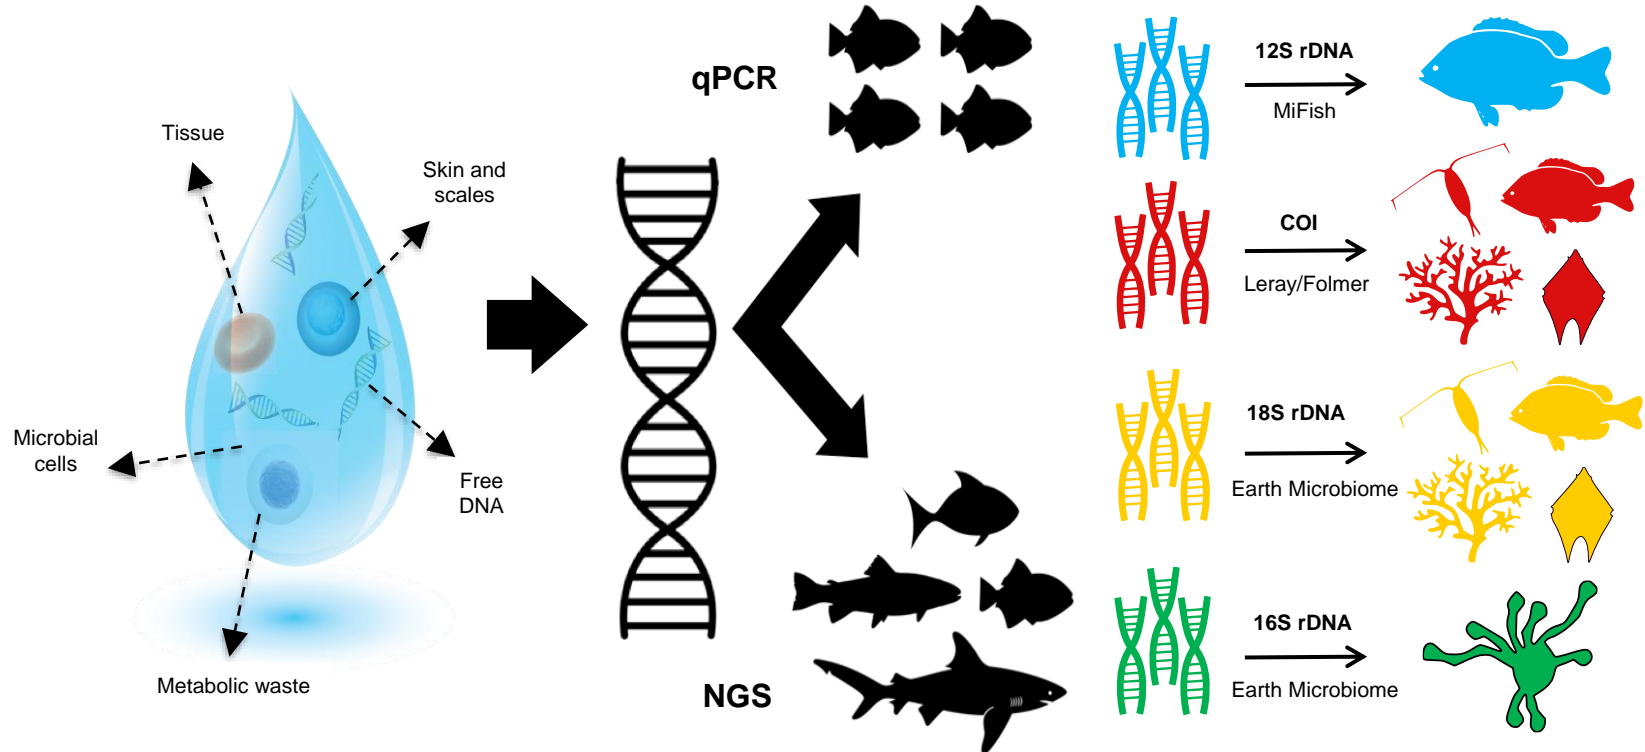 Tissue
Skin and
scales
Microbial
cells
Free
DNA
Metabolic waste
qPCR
NGS
12S rDNA
MiFish
COI
Leray/Folmer
18S rDNA
Earth Microbiome
16S rDNA
Earth Microbiome